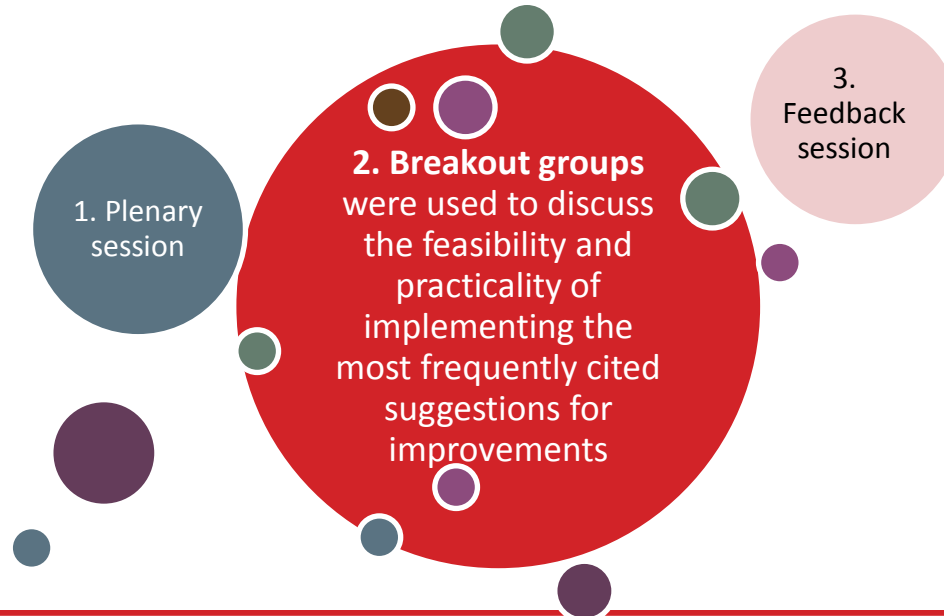 1. Plenary
session
2. Breakout groups
were used to discuss
the feasibility and
practicality of
implementing the
most frequently cited
suggestions for
improvements
3.
Feedback
session